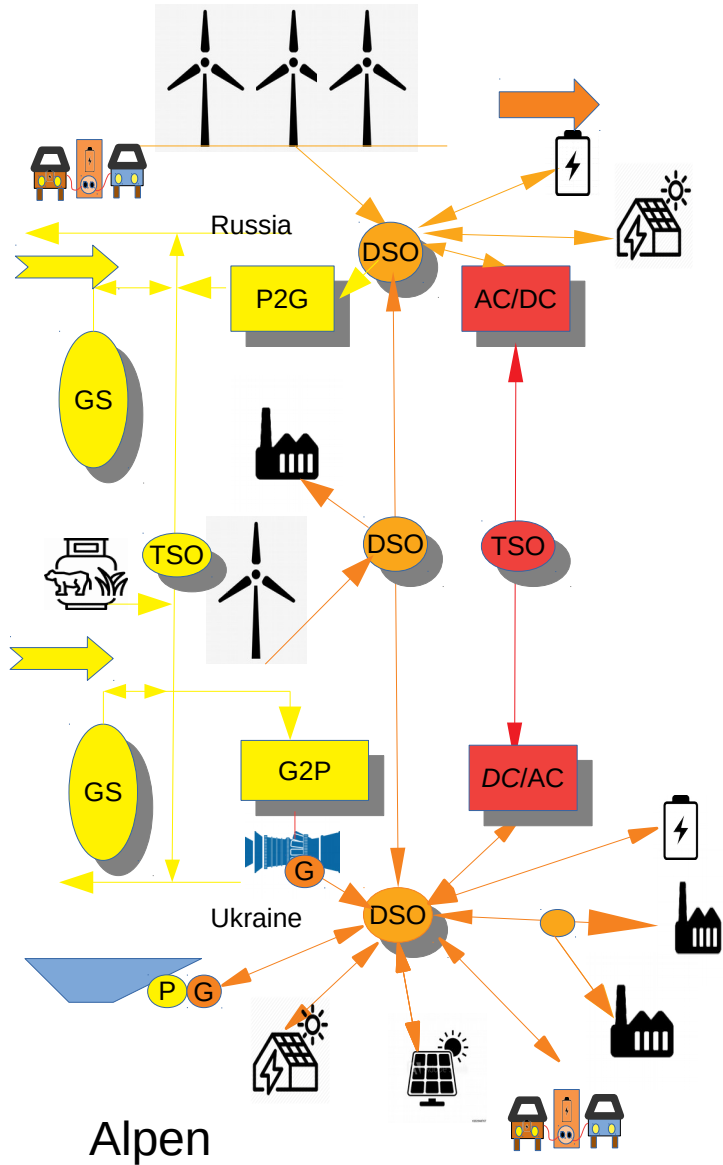 Russia
DSO
P2G
AC/DC
GS
DSO
TSO
TSO
G2P
DC/AC
GS
G
DSO
Ukraine
P
G
Alpen